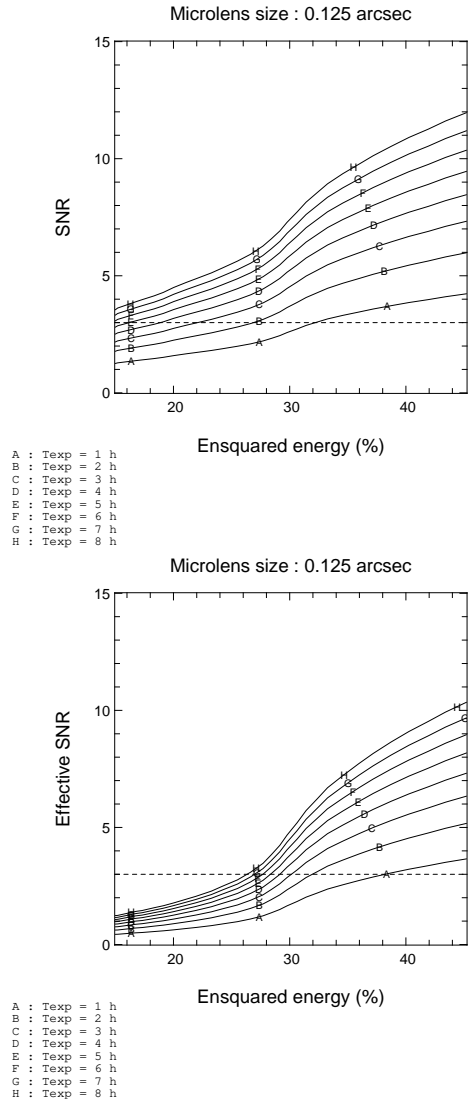 Microlens size : 0.125 arcsec
15
10
5
0
SNR
H
G
F
E
D
C
B
A
H
G
F
E
D
C
B
A
H
G
F
E
D
C
B
A
20 30 40
Ensquared energy (%)
A : Texp = 1 h
B : Texp = 2 h
C : Texp = 3 h
D : Texp = 4 h
E : Texp = 5 h
F : Texp = 6 h
G : Texp = 7 h
H : Texp = 8 h
Microlens size : 0.125 arcsec
15
10
5
0
Effective SNR
H
G
H
G
F
E
D
C
B
A
H
D
C
B
A
H
A
20 30 40
Ensquared energy (%)
A : Texp = 1 h
B : Texp = 2 h
C : Texp = 3 h
D : Texp = 4 h
E : Texp = 5 h
F : Texp = 6 h
G : Texp = 7 h
H : Texp = 8 h